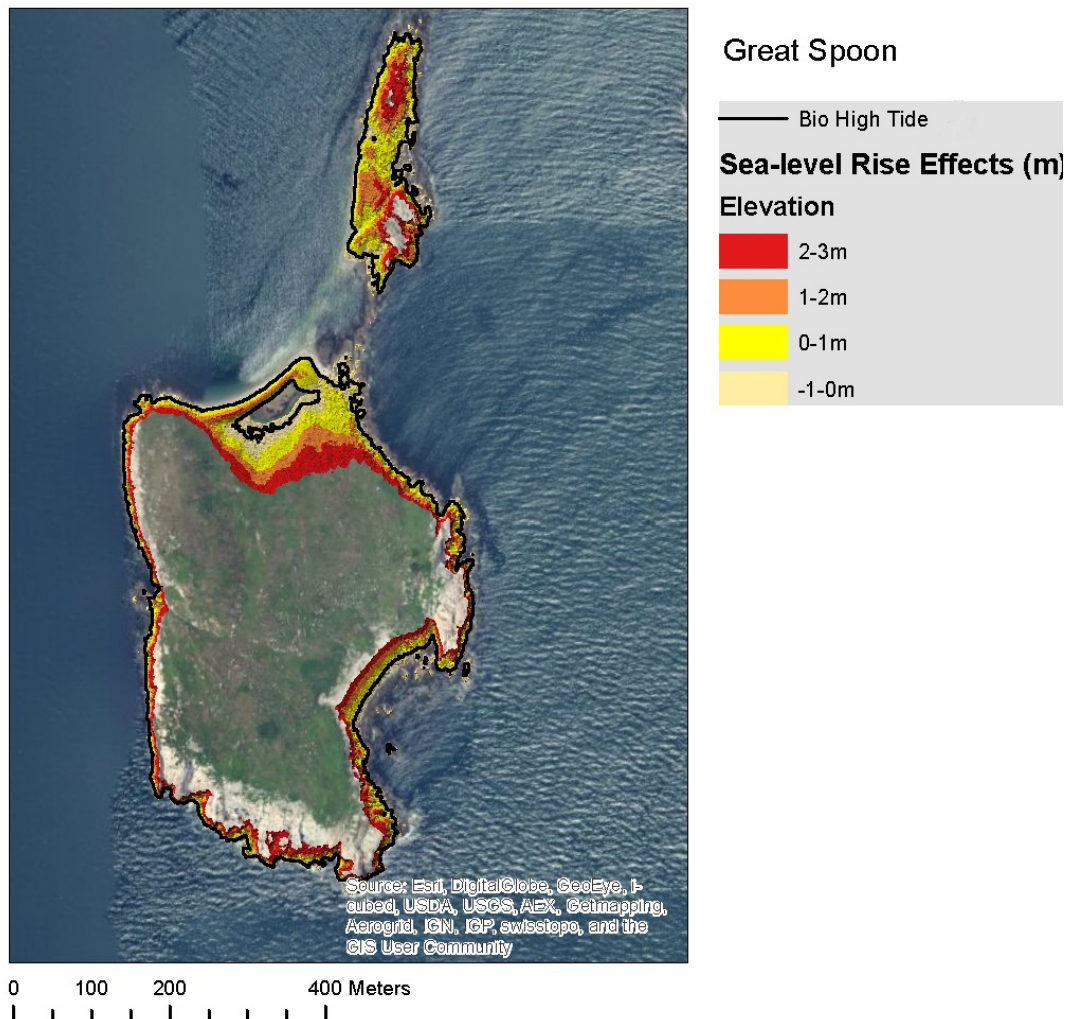 Great Spoon
Bio High Tide
Sea-level Rise Effects (m)
Elevation
2-3m
1-2m
0-1m
-1-0m
Source: Esri, DigitalGlobe, GeoEye, i-
cubed, USDA, USGS, AEX, Getmapping,
Aerogrid, IGN, IGP, swisstopo, and the
GIS User Community
0 100 200 400 Meters